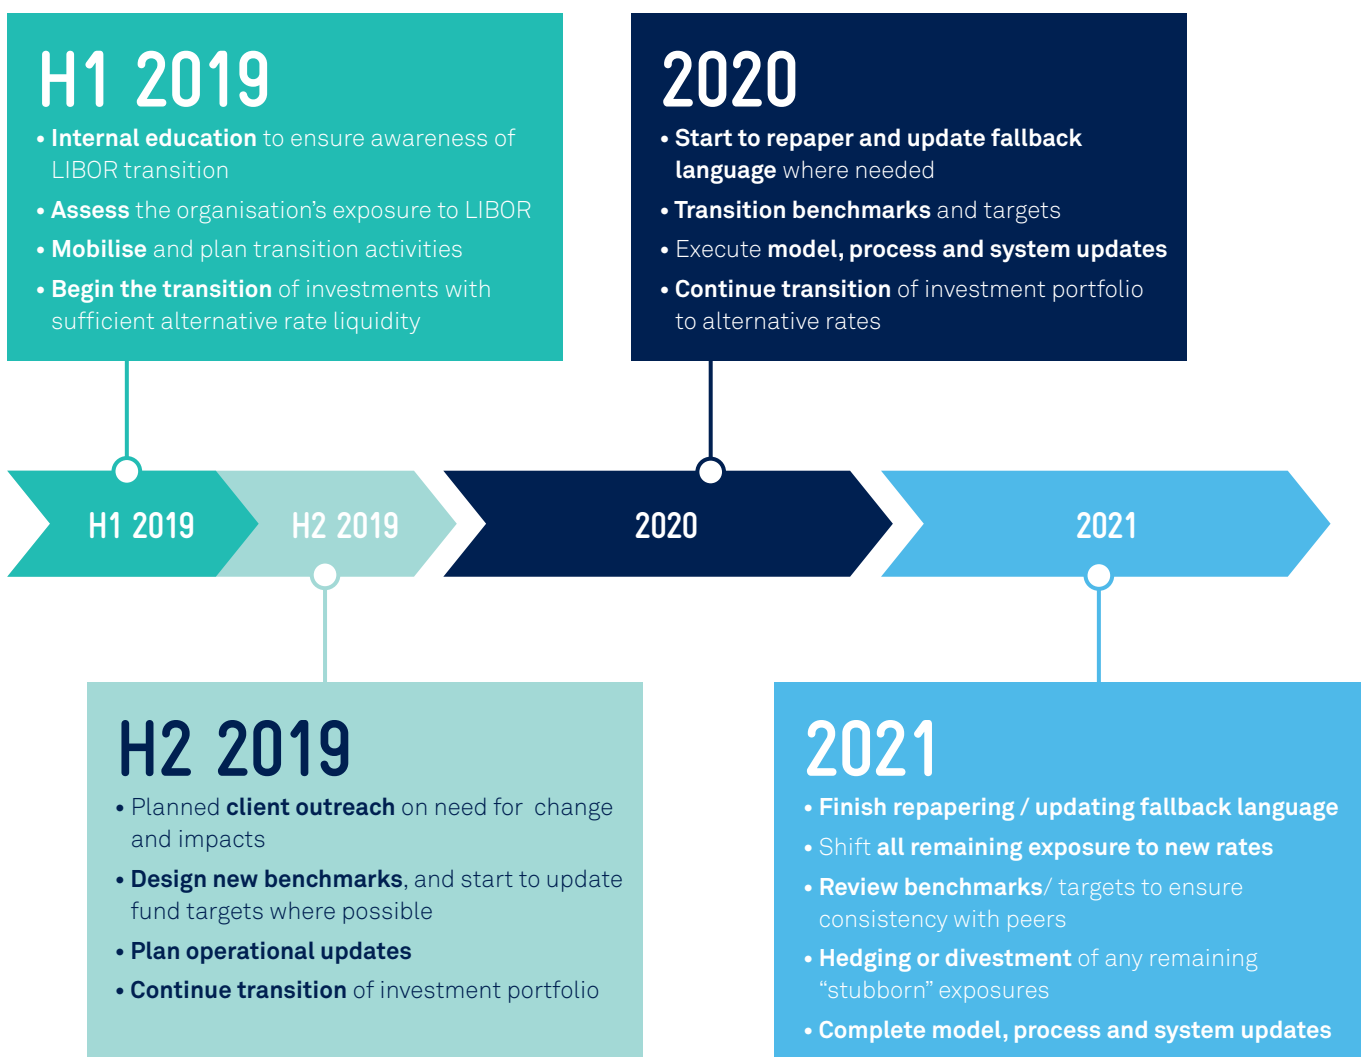 H1 2019
• Internal education to ensure awareness of
LIBOR transition
• Assess the organisation's exposure to LIBOR
• Mobilise and plan transition activities
• Begin the transition of investments with
sufficient alternative rate liquidity
2020
• Start to repaper and update fallback
language where needed
• Transition benchmarks and targets
• Execute model, process and system updates
• Continue transition of investment portfolio
to alternative rates
H1 2019
H2 2019
2020
2021
H2 2019
• Planned client outreach on need for change
and impacts
• Design new benchmarks, and start to update
fund targets where possible
• Plan operational updates
• Continue transition of investment portfolio
2021
• Finish repapering / updating fallback language
• Shift all remaining exposure to new rates
• Review benchmarks/ targets to ensure
consistency with peers
• Hedging or divestment of any remaining
“stubborn” exposures
• Complete model, process and system updates